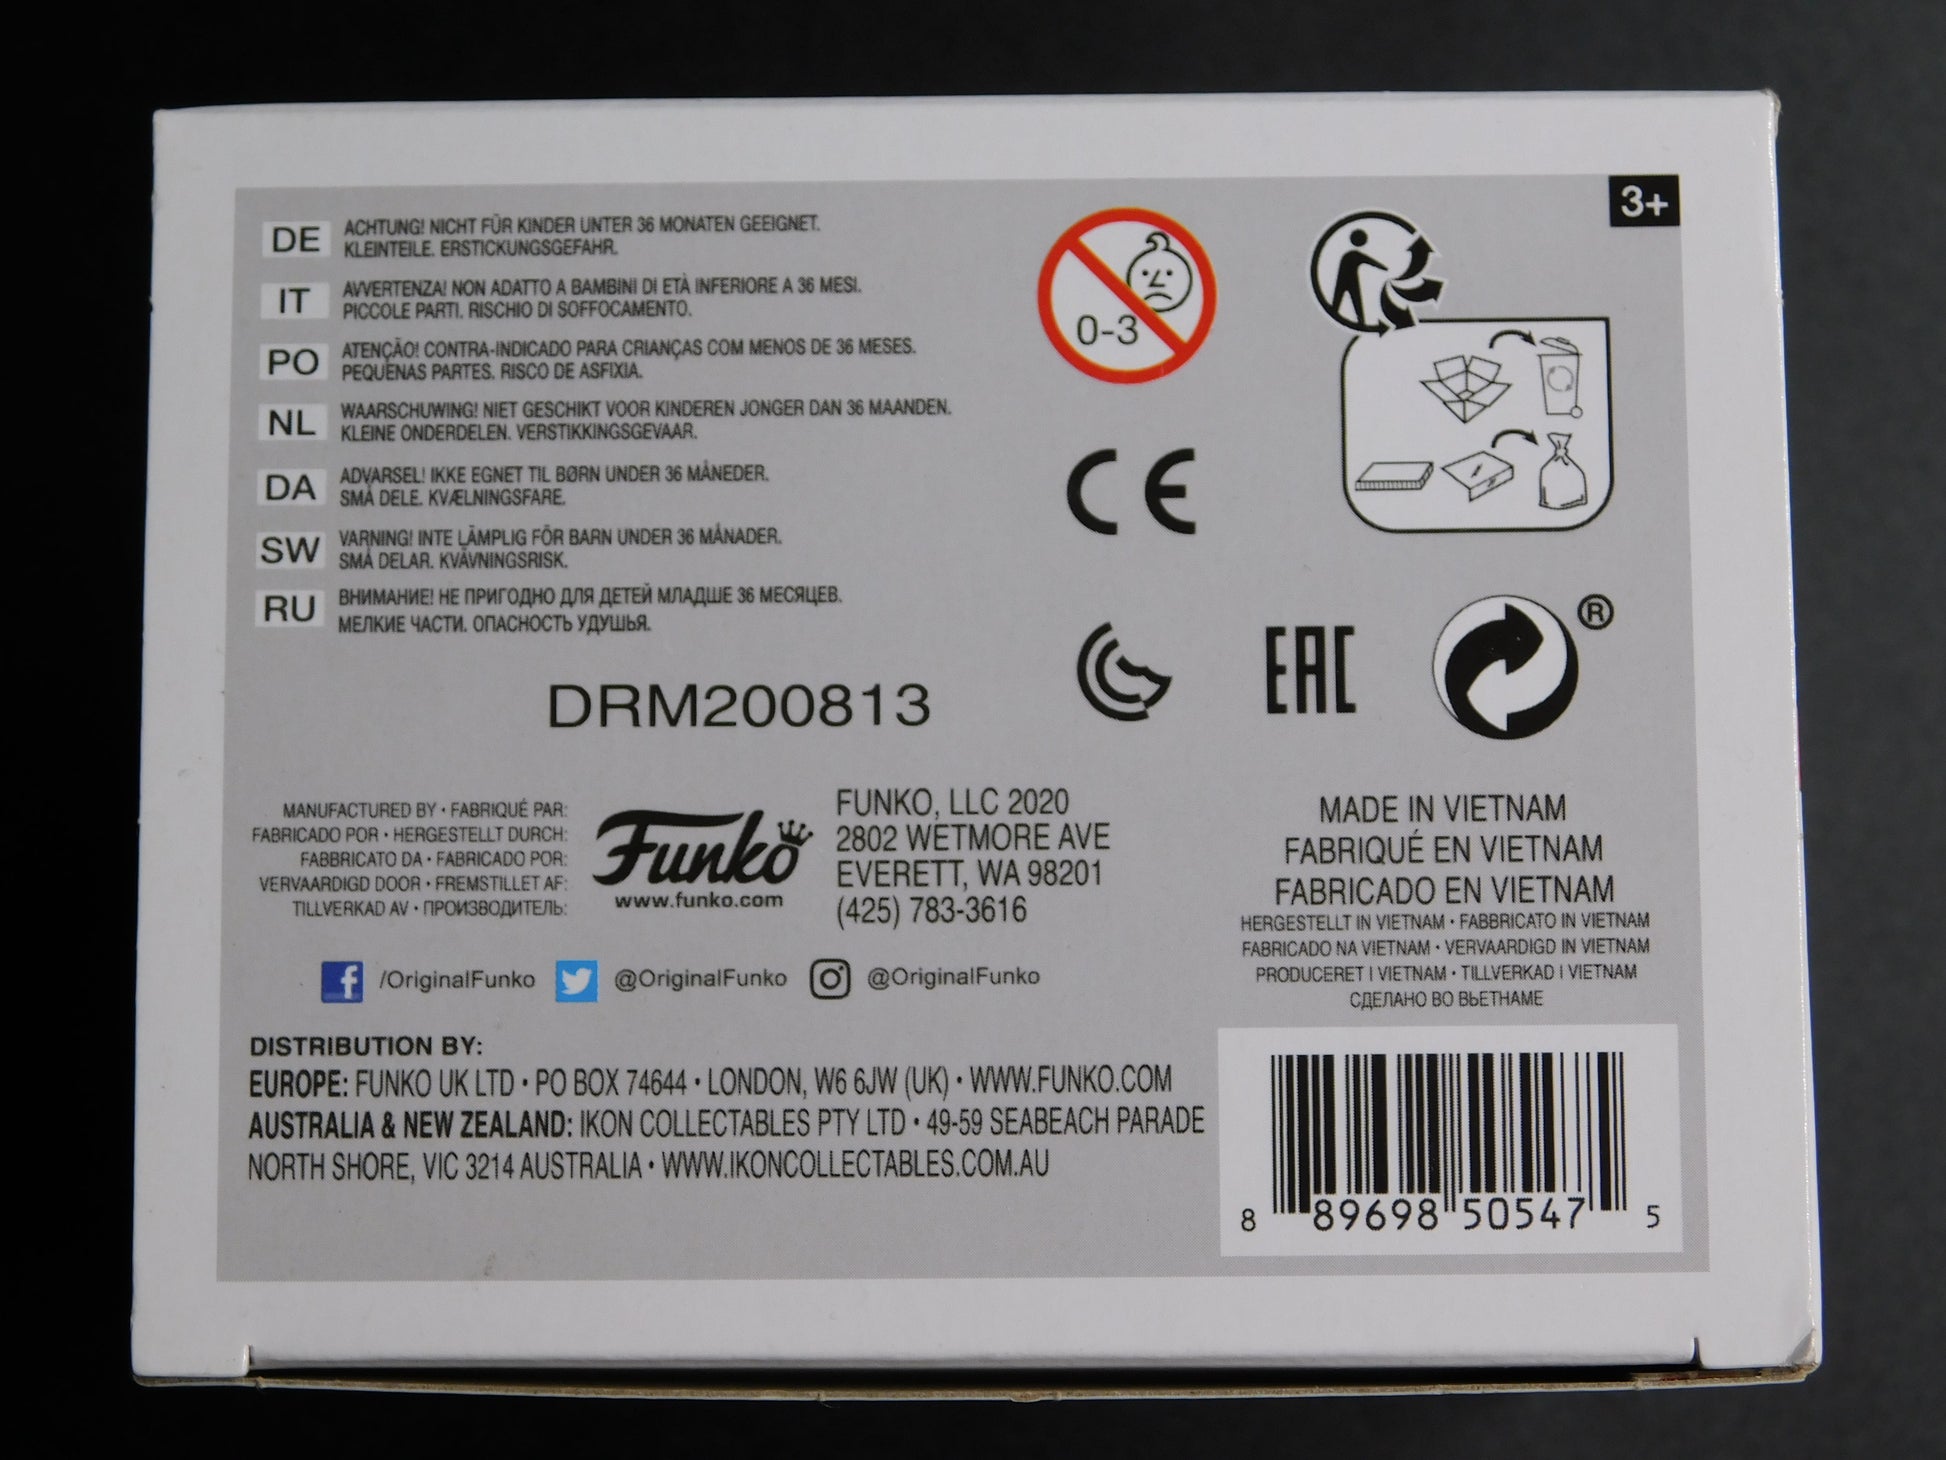 3+
DE ACHTUNG! NICHT FÜR KINDER UNTER 36 MONATEN GEEIGNET.
KLEINTEILE. ERSTICKUNGSGEFAHR.
IT AVVERTENZA! NON ADATTO A BAMBINI DI ETÀ INFERIORE A 36 MESI.
PICCOLE PARTI. RISCHIO DI SOFFOCAMENTO.
PO ATENÇÃO! CONTRA-INDICADO PARA CRIANÇAS COM MENOS DE 36 MESES.
PEQUENAS PARTES. RISCO DE ASFIXIA.
NL WAARSCHUWING! NIET GESCHIKT VOOR KINDEREN JONGER DAN 36 MAANDEN.
KLEINE ONDERDELEN. VERSTIKKINGSGEVAAR.
DA ADVARSEL! IKKE EGNET TIL BØRN UNDER 36 MÅNEDER.
SMÅ DELE. KVÆLNINGSFARE.
SW VARNING! INTE LÄMPLIG FÖR BARN UNDER 36 MÅNADER.
SMÅ DELAR. KVÄVNINGSRISK.
RU ВНИМАНИЕ! НЕ ПРИГОДНО ДЛЯ ДЕТЕЙ МЛАДШЕ 36 МЕСЯЦЕВ.
МЕЛКИЕ ЧАСТИ. ОПАСНОСТЬ УДУШЬЯ.
0-3
CE
EAC
®
DRM200813
MANUFACTURED BY • FABRIQUÉ PAR:
FABRICADO POR • HERGESTELLT DURCH:
FABBRICATO DA • FABRICADO POR:
VERVAARDIGD DOOR • FREMSTILLET AF:
TILLVERKAD AV • ПРОИЗВОДИТЕЛЬ:
Funko
www.funko.com
FUNKO, LLC 2020
2802 WETMORE AVE
EVERETT, WA 98201
(425) 783-3616
MADE IN VIETNAM
FABRIQUÉ EN VIETNAM
FABRICADO EN VIETNAM
HERGESTELLT IN VIETNAM • FABBRICATO IN VIETNAM
FABRICADO NA VIETNAM • VERVAARDIGD IN VIETNAM
PRODUCERET I VIETNAM • TILLVERKAD I VIETNAM
СДЕЛАНО ВО ВЬЕТНАМЕ
/OriginalFunko @OriginalFunko @OriginalFunko
DISTRIBUTION BY:
EUROPE: FUNKO UK LTD • PO BOX 74644 • LONDON, W6 6JW (UK) • WWW.FUNKO.COM
AUSTRALIA & NEW ZEALAND: IKON COLLECTABLES PTY LTD • 49-59 SEABEACH PARADE
NORTH SHORE, VIC 3214 AUSTRALIA • WWW.IKONCOLLECTABLES.COM.AU
8 89698 50547 5